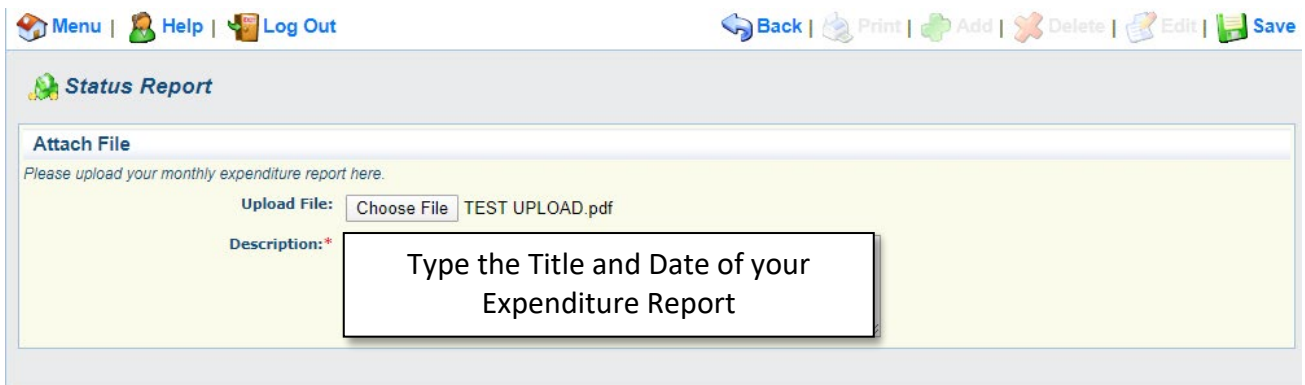 Menu | Help | Log Out Back | Print | Add | Delete | Edit | Save
Status Report
Attach File
Please upload your monthly expenditure report here.
Upload File: Choose File TEST UPLOAD.pdf
Description:*
Type the Title and Date of your
Expenditure Report